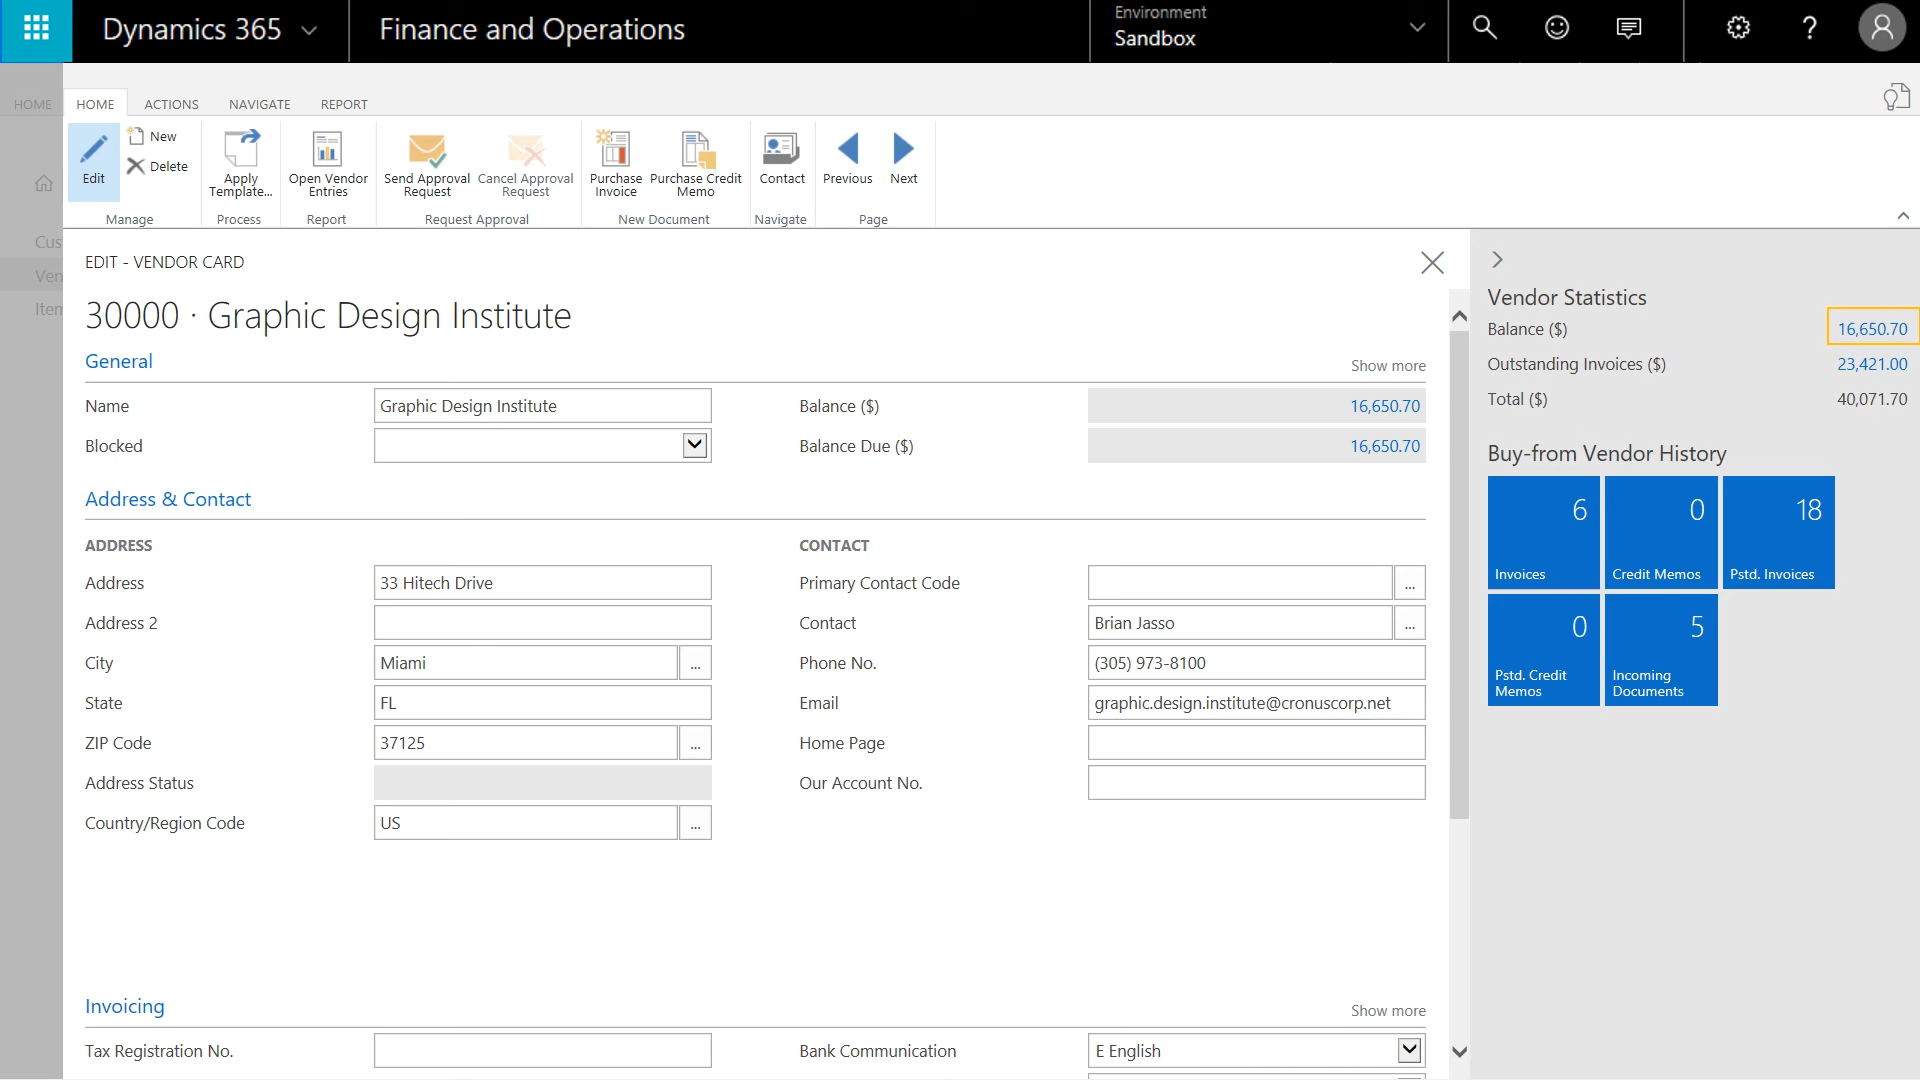 Dynamics 365
Finance and Operations
Environment
Sandbox
HOME
HOME
ACTIONS
NAVIGATE
REPORT
Edit
New
Delete
Manage
Apply
Template...
Process
Open Vendor
Entries
Report
Send Approval
Request
Cancel Approval
Request
Request Approval
Purchase
Invoice
Purchase Credit
Memo
New Document
Contact
Navigate
Previous
Next
Page
Cus
Ven
Item
EDIT - VENDOR CARD
30000 · Graphic Design Institute
General
Show more
Name
Graphic Design Institute
Balance ($)
16,650.70
Blocked
Balance Due ($)
16,650.70
Address & Contact
ADDRESS
Address
33 Hitech Drive
Address 2
City
Miami
...
State
FL
ZIP Code
37125
...
Address Status
Country/Region Code
US
...
CONTACT
Primary Contact Code
...
Contact
Brian Jasso
...
Phone No.
(305) 973-8100
Email
graphic.design.institute@cronuscorp.net
Home Page
Our Account No.
Invoicing
Show more
Tax Registration No.
Bank Communication
E English
Vendor Statistics
Balance ($)
16,650.70
Outstanding Invoices ($)
23,421.00
Total ($)
40,071.70
Buy-from Vendor History
6
Invoices
0
Credit Memos
18
Pstd. Invoices
0
Pstd. Credit
Memos
5
Incoming
Documents